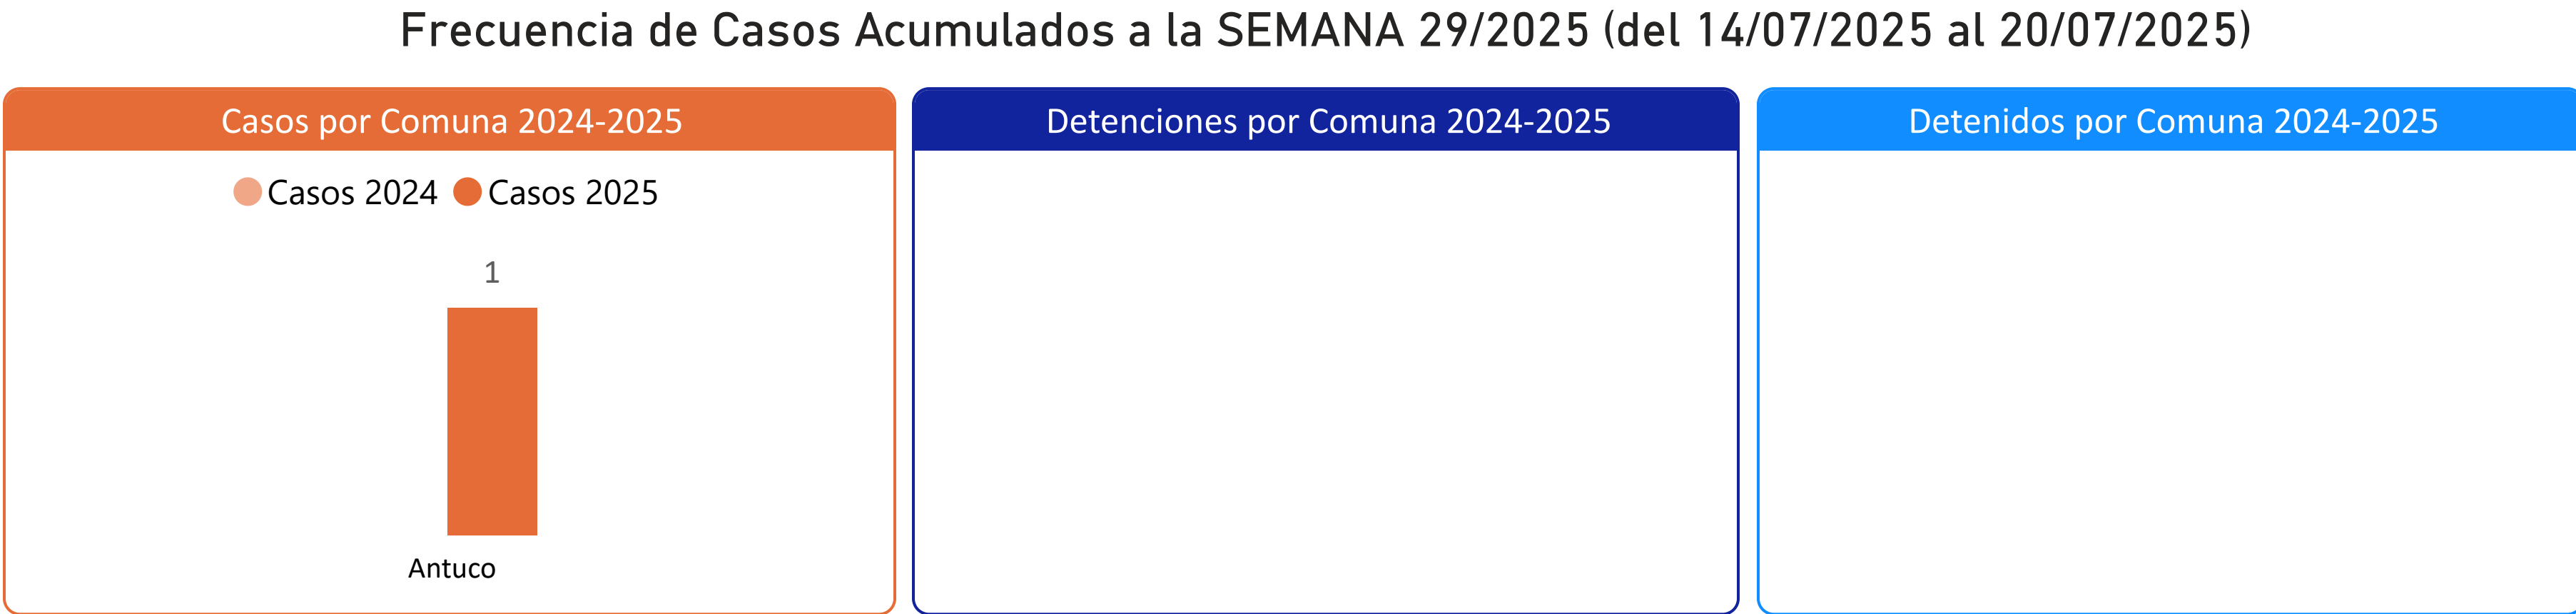 Frecuencia de Casos Acumulados a la SEMANA 29/2025 (del 14/07/2025 al 20/07/2025)
Casos por Comuna 2024-2025
Casos 2024 Casos 2025
1
Antuco
Detenciones por Comuna 2024-2025
Detenidos por Comuna 2024-2025